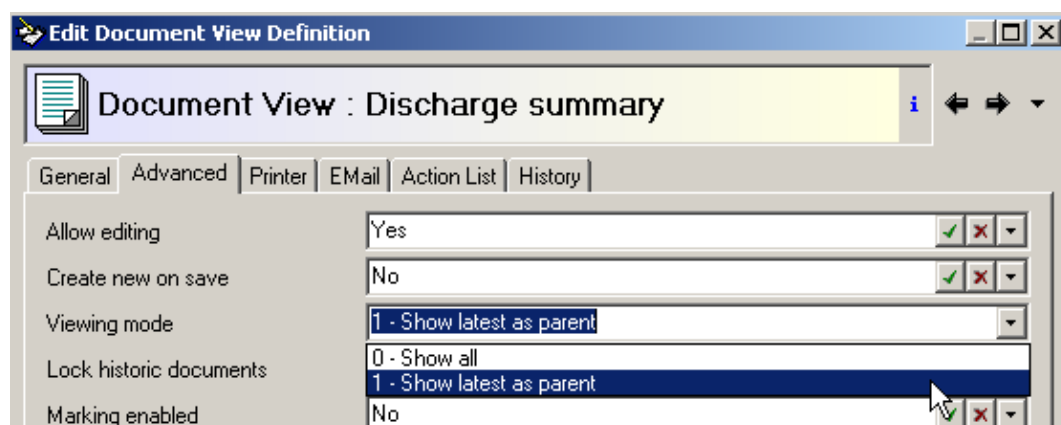 Edit Document View Definition
Document View : Discharge summary
i
General Advanced Printer EMail Action List History
Allow editing Yes
Create new on save No
Viewing mode 1 - Show latest as parent
0 - Show all
Lock historic documents 1 - Show latest as parent
Marking enabled No